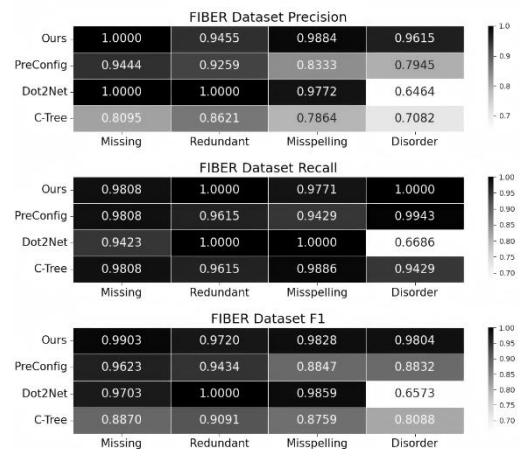 FIBER Dataset Precision
Ours 1.0000 0.9455 0.9884 0.9615
PreConfig 0.9444 0.9259 0.8333 0.7945
Dot2Net 1.0000 1.0000 0.9772 0.6464
C-Tree 0.8095 0.8621 0.7864 0.7082
Missing Redundant Misspelling Disorder
1.0
0.9
0.8
0.7
FIBER Dataset Recall
Ours 0.9808 1.0000 0.9771 1.0000
PreConfig 0.9808 0.9615 0.9429 0.9943
Dot2Net 0.9423 1.0000 1.0000 0.6686
C-Tree 0.9808 0.9615 0.9886 0.9429
Missing Redundant Misspelling Disorder
1.00
0.95
0.90
0.85
0.80
0.75
0.70
FIBER Dataset F1
Ours 0.9903 0.9720 0.9828 0.9804
PreConfig 0.9623 0.9434 0.8847 0.8832
Dot2Net 0.9703 1.0000 0.9859 0.6573
C-Tree 0.8870 0.9091 0.8759 0.8088
Missing Redundant Misspelling Disorder
1.00
0.95
0.90
0.85
0.80
0.75
0.70